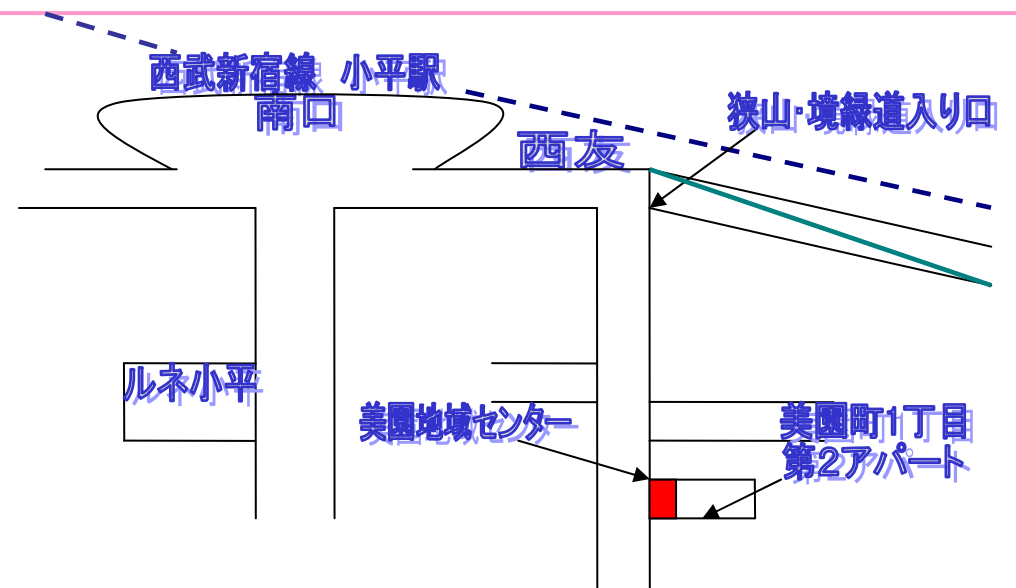 西武新宿線　小平駅
南口
狭山・境緑道入り口
西友
ルネ小平
美園地域センター
美園町1丁目
第2アパート